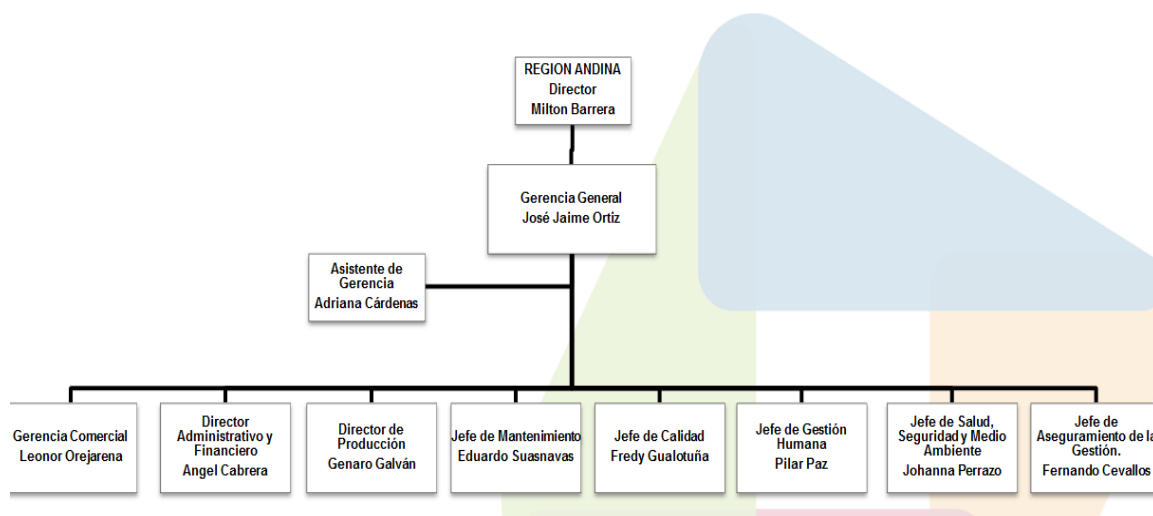 REGION ANDINA
Director
Milton Barrera
Gerencia General
José Jaime Ortiz
Asistente de
Gerencia
Adriana Cárdenas
Gerencia Comercial
Leonor Orejarena
Director
Administrativo y
Financiero
Angel Cabrera
Director de
Producción
Genaro Galván
Jefe de Mantenimiento
Eduardo Suasnavas
Jefe de Calidad
Fredy Gualotuña
Jefe de Gestión
Humana
Pilar Paz
Jefe de Salud,
Seguridad y Medio
Ambiente
Johanna Perrazo
Jefe de
Aseguramiento de la
Gestión.
Fernando Cevallos